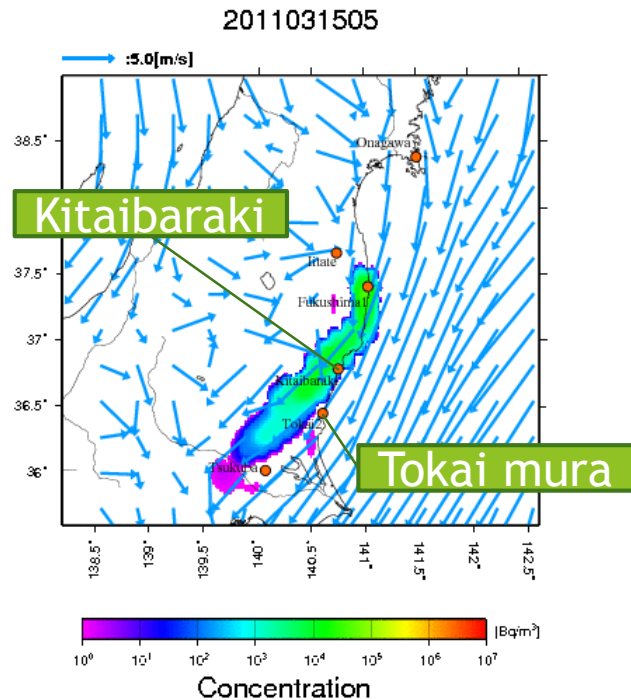 2011031505
:5.0[m/s]
38.5°
Onagawa
Kitaibaraki
Iitate
37.5°
Fukushima1
37°
Kitaibaraki
36.5°
Tokai2
Tokai mura
Tsukuba
36°
138.5° 139° 139.5° 140° 140.5° 141° 141.5° 142° 142.5°
[Bq/m³]
10⁰ 10¹ 10² 10³ 10⁴ 10⁵ 10⁶ 10⁷
Concentration